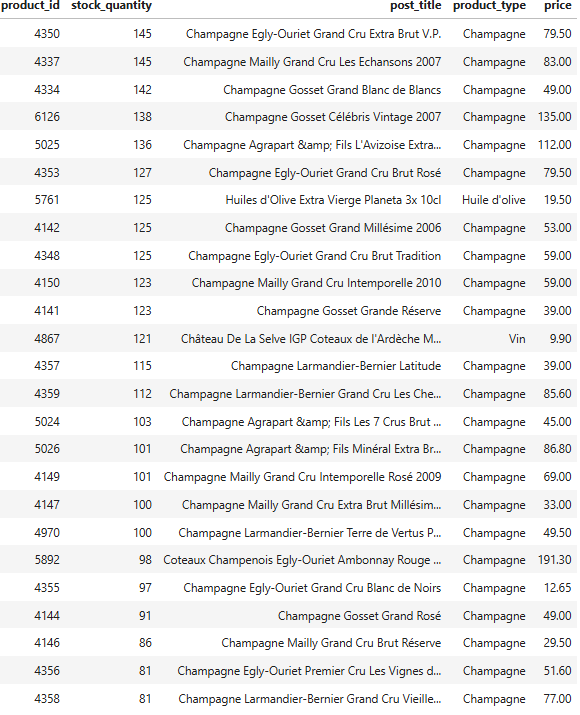 product_id stock_quantity post_title product_type price
4350 145 Champagne Egly-Ouriet Grand Cru Extra Brut V.P. Champagne 79.50
4337 145 Champagne Mailly Grand Cru Les Echansons 2007 Champagne 83.00
4334 142 Champagne Gosset Grand Blanc de Blancs Champagne 49.00
6126 138 Champagne Gosset Célébris Vintage 2007 Champagne 135.00
5025 136 Champagne Agrapart &amp; Fils L'Avizoise Extra... Champagne 112.00
4353 127 Champagne Egly-Ouriet Grand Cru Brut Rosé Champagne 79.50
5761 125 Huiles d'Olive Extra Vierge Planeta 3x 10cl Huile d'olive 19.50
4142 125 Champagne Gosset Grand Millésime 2006 Champagne 53.00
4348 125 Champagne Egly-Ouriet Grand Cru Brut Tradition Champagne 59.00
4150 123 Champagne Mailly Grand Cru Intemporelle 2010 Champagne 59.00
4141 123 Champagne Gosset Grande Réserve Champagne 39.00
4867 121 Château De La Selve IGP Coteaux de l'Ardèche M... Vin 9.90
4357 115 Champagne Larmandier-Bernier Latitude Champagne 39.00
4359 112 Champagne Larmandier-Bernier Grand Cru Les Che... Champagne 85.60
5024 103 Champagne Agrapart &amp; Fils Les 7 Crus Brut ... Champagne 45.00
5026 101 Champagne Agrapart &amp; Fils Minéral Extra Br... Champagne 86.80
4149 101 Champagne Mailly Grand Cru Intemporelle Rosé 2009 Champagne 69.00
4147 100 Champagne Mailly Grand Cru Extra Brut Millésim... Champagne 33.00
4970 100 Champagne Larmandier-Bernier Terre de Vertus P... Champagne 49.50
5892 98 Coteaux Champenois Egly-Ouriet Ambonnay Rouge ... Champagne 191.30
4355 97 Champagne Egly-Ouriet Grand Cru Blanc de Noirs Champagne 12.65
4144 91 Champagne Gosset Grand Rosé Champagne 49.00
4146 86 Champagne Mailly Grand Cru Brut Réserve Champagne 29.50
4356 81 Champagne Egly-Ouriet Premier Cru Les Vignes d... Champagne 51.60
4358 81 Champagne Larmandier-Bernier Grand Cru Vieille... Champagne 77.00